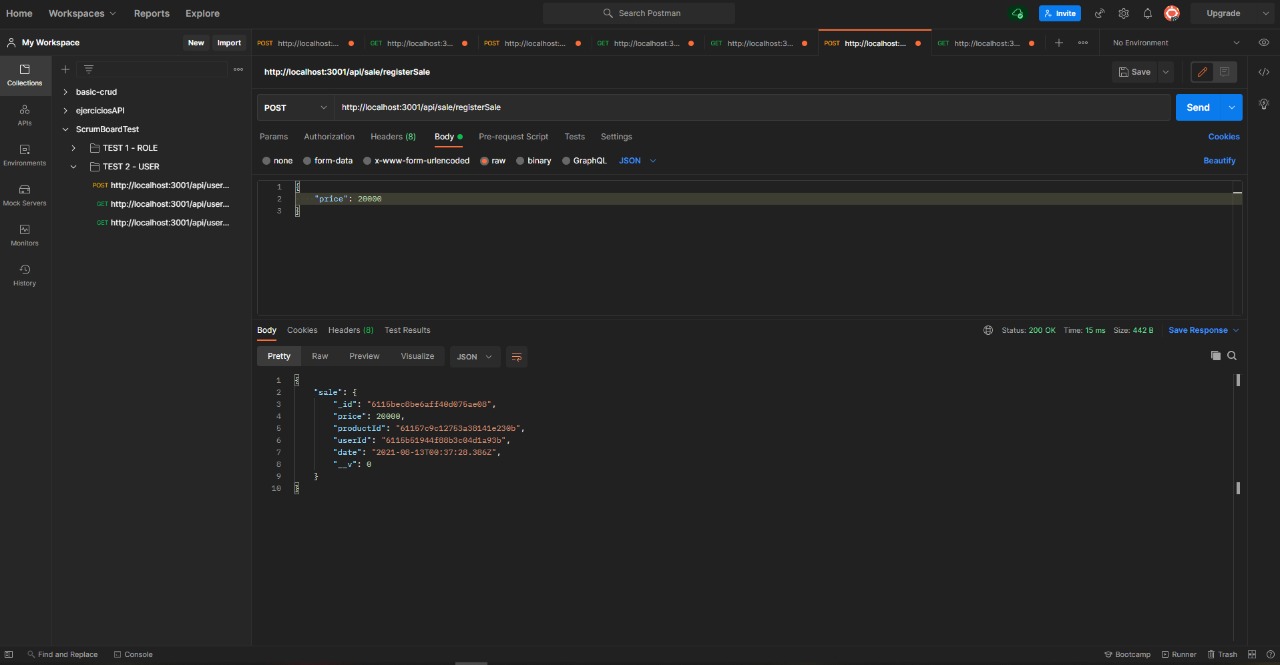 Home Workspaces Reports Explore Search Postman Invite Upgrade
My Workspace New Import POST http://localhost:... GET http://localhost:3... POST http://localhost:... GET http://localhost:3... GET http://localhost:3... POST http://localhost:... GET http://localhost:3... No Environment
Collections
APIs
Environments
Mock Servers
Monitors
History
basic-crud
ejerciciosAPI
ScrumBoardTest
TEST 1 - ROLE
TEST 2 - USER
POST http://localhost:3001/api/user...
GET http://localhost:3001/api/user...
GET http://localhost:3001/api/user...
http://localhost:3001/api/sale/registerSale Save
POST http://localhost:3001/api/sale/registerSale Send
Params Authorization Headers (8) Body Pre-request Script Tests Settings Cookies
none form-data x-www-form-urlencoded raw binary GraphQL JSON Beautify
1 {
2 "price": 20000
3 }
Body Cookies Headers (8) Test Results Status: 200 OK Time: 15 ms Size: 442 B Save Response
Pretty Raw Preview Visualize JSON
1 {
2 "sale": {
3 "_id": "6115bec8be6aff40d075ae08",
4 "price": 20000,
5 "productId": "61157c9c12753a38141e230b",
6 "userId": "6115b51944f88b3c04d1a93b",
7 "date": "2021-08-13T00:37:28.386Z",
8 "__v": 0
9 }
10 }
Find and Replace Console Bootcamp Runner Trash